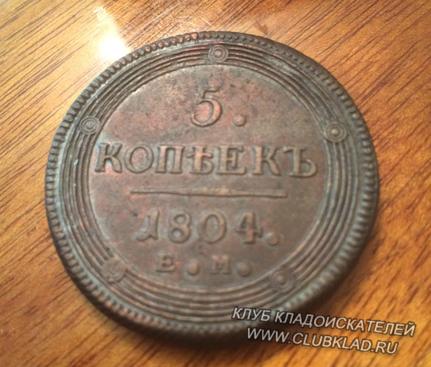 5.
КОПѢЕКЪ
1804.
Е.М.
КЛУБ КЛАДОИСКАТЕЛЕЙ
WWW.CLUBKLAD.RU